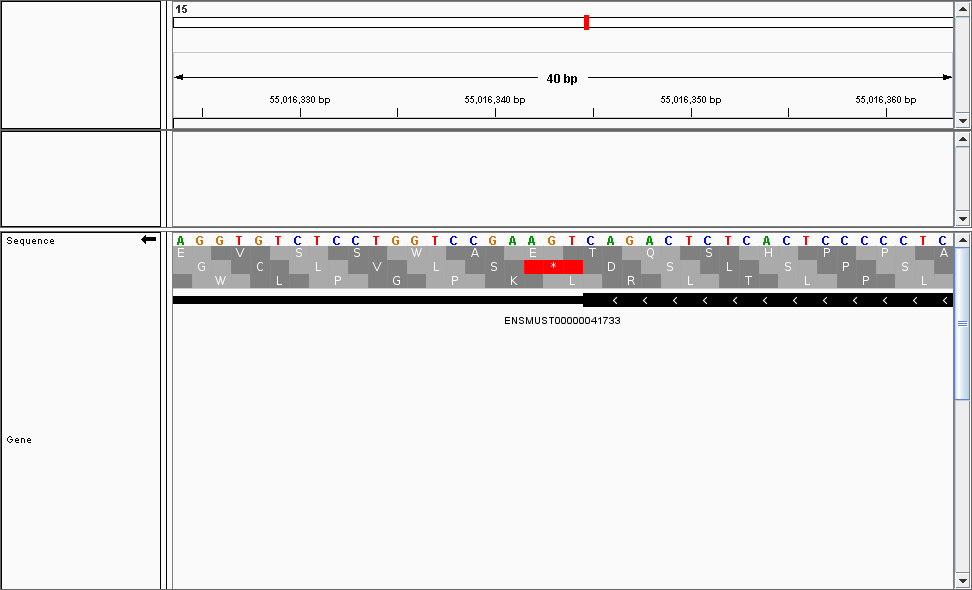 15
40 bp
55,016,330 bp 55,016,340 bp 55,016,350 bp 55,016,360 bp
Sequence
A G G T G T C T C C T G G T C C G A A G T C A G A C T C T C A C T C C C C C T C
E V S S W A E T Q S H P P A
G C L V L S * D S L S P S
W L P G P K L R L T L P L
ENSMUST00000041733
Gene